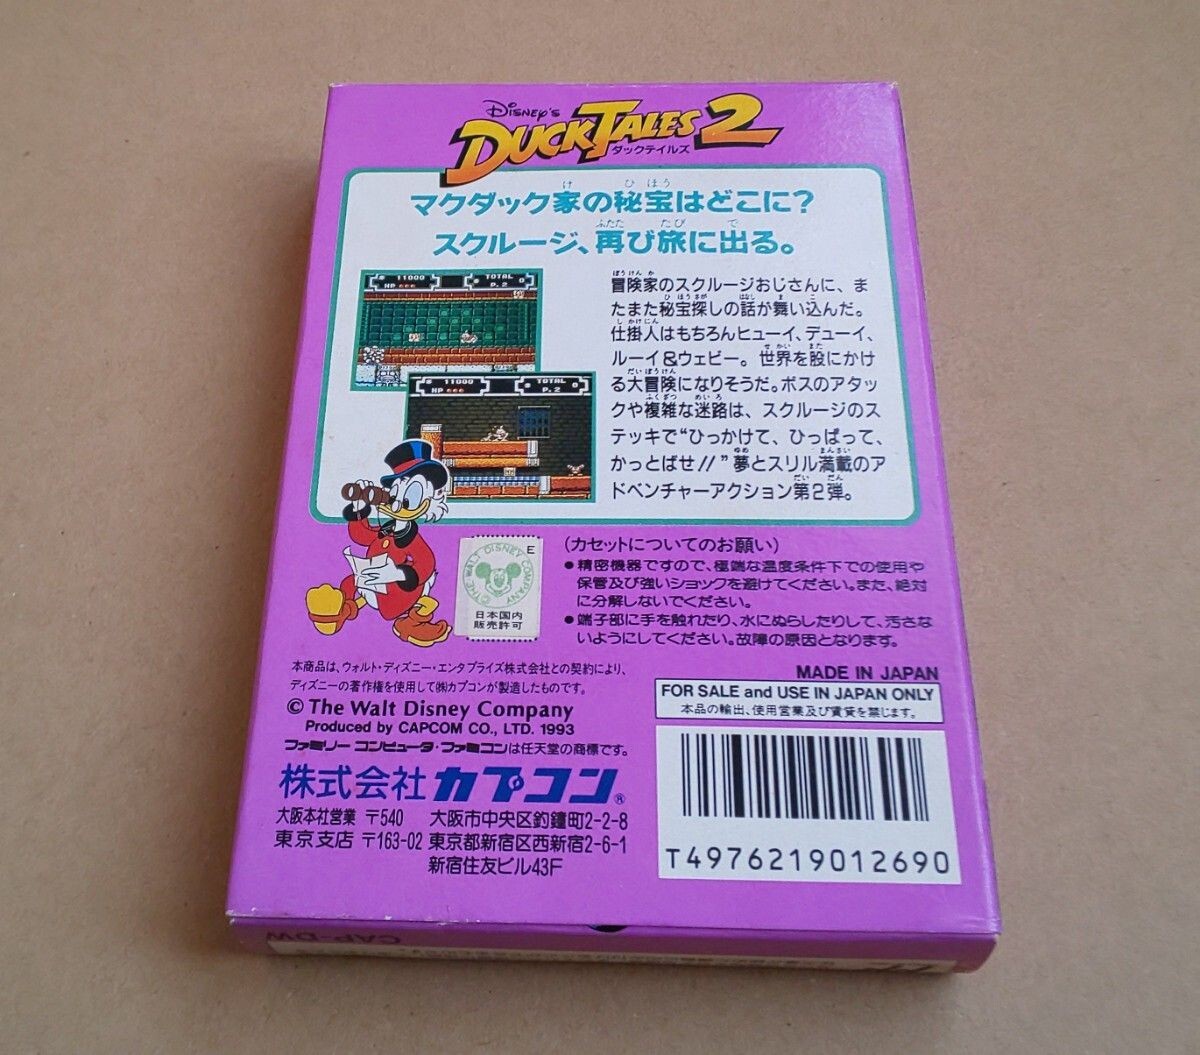 DISNEY'S
DUCKTALES 2
ダックテイルズ
マクダック家の秘宝はどこに?
け ひほう
スクルージ、再び旅に出る。
ふたた たび で
11000 TOTAL 0
HP P.2
11000 TOTAL 0
HP P.2
冒険家のスクルージおじさんに、ま
たまた秘宝探しの話が舞い込んだ。
仕掛人はもちろんヒューイ、デューイ、
ルーイ&ウェビー。世界を股にかけ
る大冒険になりそうだ。ボスのアタッ
クや複雑な迷路は、スクルージのス
テッキで"ひっかけて、ひっぱって、
かっとばせ!!"夢とスリル満載のア
ドベンチャーアクション第2弾。
E
©THE WALT DISNEY COMPANY
日本国内
販売許可
(カセットについてのお願い)
●精密機器ですので、極端な温度条件下での使用や
保管及び強いショックを避けてください。また、絶対
に分解しないでください。
●端子部に手を触れたり、水にぬらしたりして、汚さな
いようにしてください。故障の原因となります。
本商品は、ウォルト・ディズニー・エンタプライズ株式会社との契約により、
ディズニーの著作権を使用して㈱カプコンが製造したものです。
© The Walt Disney Company
Produced by CAPCOM CO., LTD. 1993
ファミリーコンピュータ・ファミコンは任天堂の商標です。
MADE IN JAPAN
FOR SALE and USE IN JAPAN ONLY
本品の輸出、使用営業及び賃貸を禁じます。
株式会社カプコン®
大阪本社営業 〒540 大阪市中央区釣鐘町2-2-8
東京支店 〒163-02 東京都新宿区西新宿2-6-1
新宿住友ビル43F
T4976219012690
CAP-DW